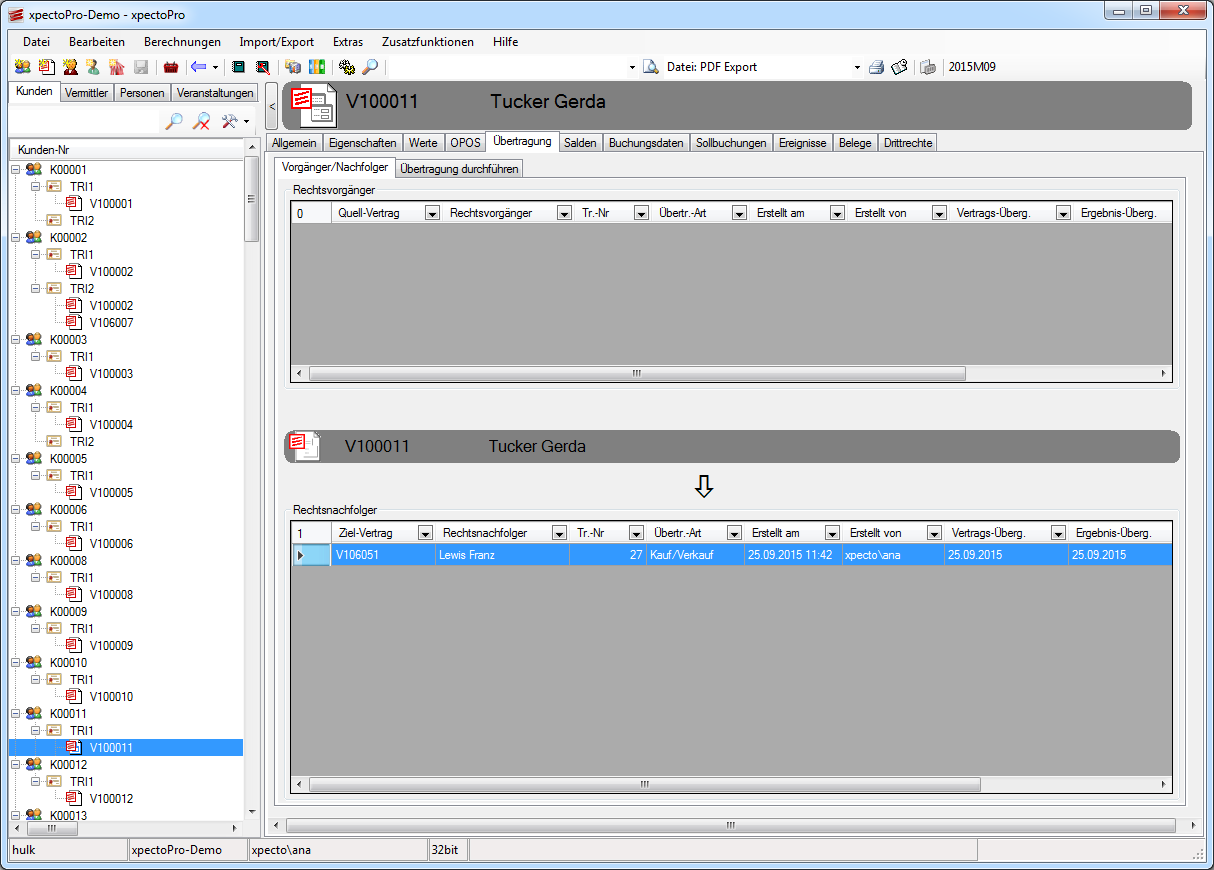 xpectoPro-Demo - xpectoPro
Datei Bearbeiten Berechnungen Import/Export Extras Zusatzfunktionen Hilfe
Datei: PDF Export 2015M09
Kunden Vermittler Personen Veranstaltungen
<
V100011 Tucker Gerda
Allgemein Eigenschaften Werte OPOS Übertragung Salden Buchungsdaten Sollbuchungen Ereignisse Belege Drittrechte
Vorgänger/Nachfolger Übertragung durchführen
Rechtsvorgänger
0 Quell-Vertrag Rechtsvorgänger Tr.-Nr Übertr.-Art Erstellt am Erstellt von Vertrags-Überg. Ergebnis-Überg.
V100011 Tucker Gerda
Rechtsnachfolger
1 Ziel-Vertrag Rechtsnachfolger Tr.-Nr Übertr.-Art Erstellt am Erstellt von Vertrags-Überg. Ergebnis-Überg.
V106051 Lewis Franz 27 Kauf/Verkauf 25.09.2015 11:42 xpecto\ana 25.09.2015 25.09.2015
Kunden-Nr
K00001
TRI1
V100001
TRI2
K00002
TRI1
V100002
TRI2
V100002
V106007
K00003
TRI1
V100003
K00004
TRI1
V100004
TRI2
K00005
TRI1
V100005
K00006
TRI1
V100006
K00008
TRI1
V100008
K00009
TRI1
V100009
K00010
TRI1
V100010
K00011
TRI1
V100011
K00012
TRI1
V100012
K00013
hulk xpectoPro-Demo xpecto\ana 32bit